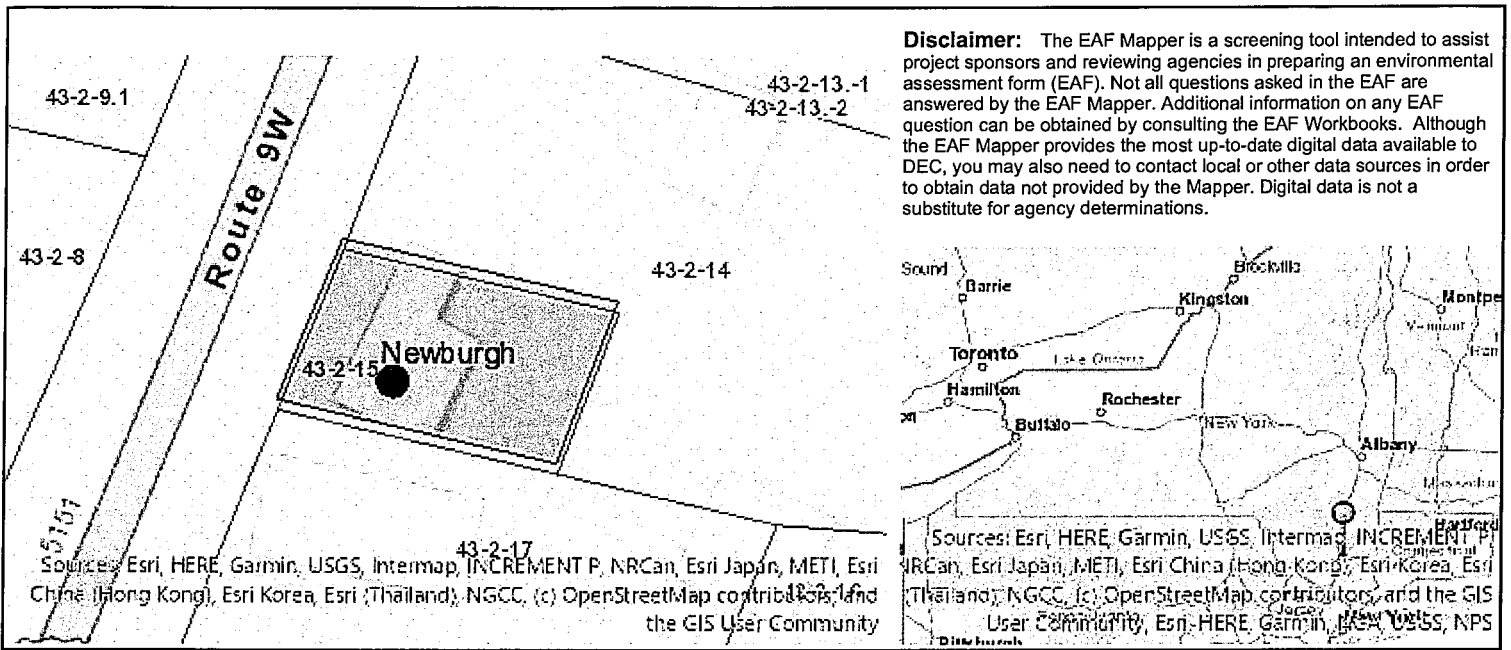 Disclaimer: The EAF Mapper is a screening tool intended to assist
project sponsors and reviewing agencies in preparing an environmental
assessment form (EAF). Not all questions asked in the EAF are
answered by the EAF Mapper. Additional information on any EAF
question can be obtained by consulting the EAF Workbooks. Although
the EAF Mapper provides the most up-to-date digital data available to
DEC, you may also need to contact local or other data sources in order
to obtain data not provided by the Mapper. Digital data is not a
substitute for agency determinations.
43-2-9.1
43-2-13.-1
43-2-13.-2
Route 9W
43-2-8
43-2-14
Newburgh
43-2-15
5151
43-2-17
Sources: Esri, HERE, Garmin, USGS, Intermap, INCREMENT P, NRCan, Esri Japan, METI, Esri
China (Hong Kong), Esri Korea, Esri (Thailand), NGCC, (c) OpenStreetMap contributors, and
the GIS User Community
Sound
Barrie
Brockville
Kingston
Montpe
Vermont
Toronto
Lake Ontario
Hamilton
Rochester
Buffalo
NEW YORK
Albany
Hartford
Sources: Esri, HERE, Garmin, USGS, Intermap, INCREMENT P,
NRCan, Esri Japan, METI, Esri China (Hong Kong), Esri Korea, Esri
(Thailand), NGCC, (c) OpenStreetMap contributors, and the GIS
User Community, Esri, HERE, Garmin, USGS, NPS